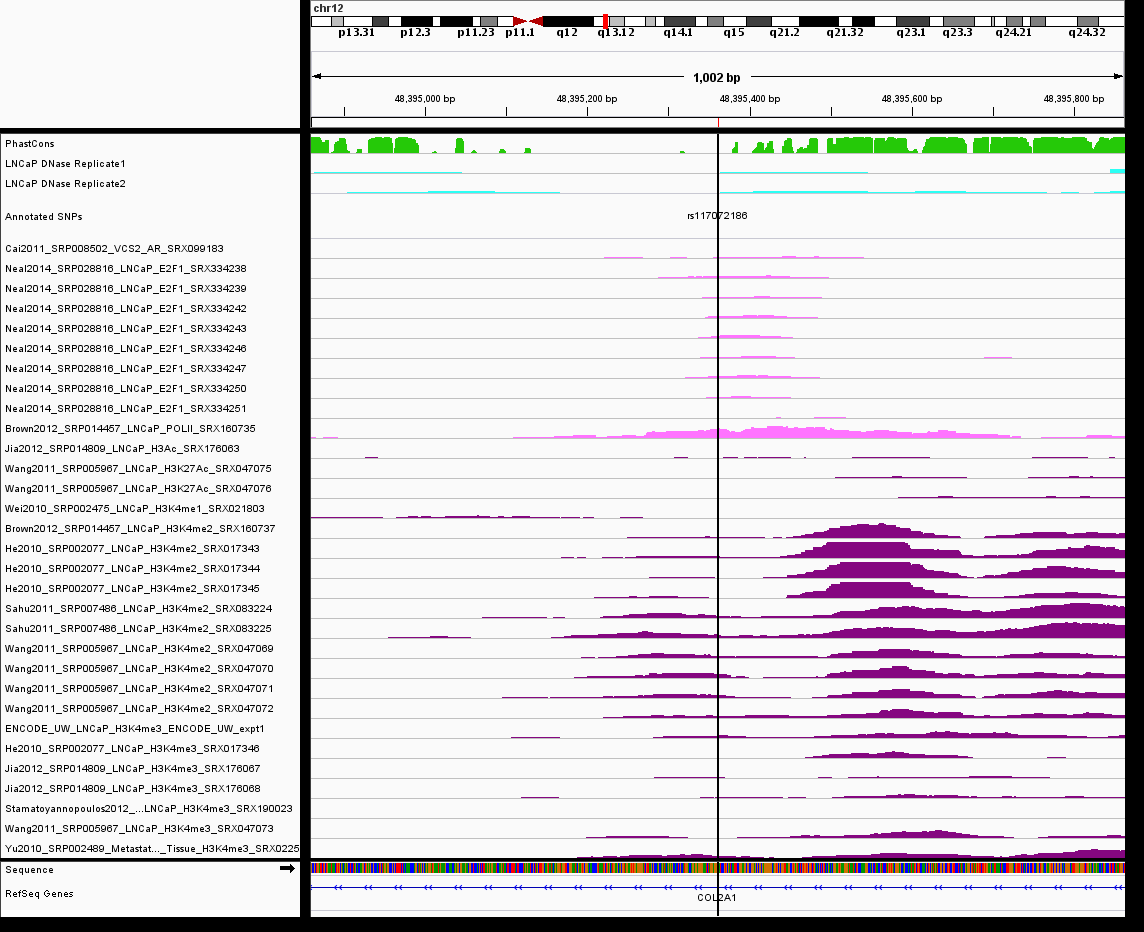 chr12
p13.31 p12.3 p11.23 p11.1 q12 q13.12 q14.1 q15 q21.2 q21.32 q23.1 q23.3 q24.21 q24.32
1,002 bp
48,395,000 bp 48,395,200 bp 48,395,400 bp 48,395,600 bp 48,395,800 bp
PhastCons
LNCaP DNase Replicate1
LNCaP DNase Replicate2
Annotated SNPs
rs117072186
Cai2011_SRP008502_VCS2_AR_SRX099183
Neal2014_SRP028816_LNCaP_E2F1_SRX334238
Neal2014_SRP028816_LNCaP_E2F1_SRX334239
Neal2014_SRP028816_LNCaP_E2F1_SRX334242
Neal2014_SRP028816_LNCaP_E2F1_SRX334243
Neal2014_SRP028816_LNCaP_E2F1_SRX334246
Neal2014_SRP028816_LNCaP_E2F1_SRX334247
Neal2014_SRP028816_LNCaP_E2F1_SRX334250
Neal2014_SRP028816_LNCaP_E2F1_SRX334251
Brown2012_SRP014457_LNCaP_POLII_SRX160735
Jia2012_SRP014809_LNCaP_H3Ac_SRX176063
Wang2011_SRP005967_LNCaP_H3K27Ac_SRX047075
Wang2011_SRP005967_LNCaP_H3K27Ac_SRX047076
Wei2010_SRP002475_LNCaP_H3K4me1_SRX021803
Brown2012_SRP014457_LNCaP_H3K4me2_SRX160737
He2010_SRP002077_LNCaP_H3K4me2_SRX017343
He2010_SRP002077_LNCaP_H3K4me2_SRX017344
He2010_SRP002077_LNCaP_H3K4me2_SRX017345
Sahu2011_SRP007486_LNCaP_H3K4me2_SRX083224
Sahu2011_SRP007486_LNCaP_H3K4me2_SRX083225
Wang2011_SRP005967_LNCaP_H3K4me2_SRX047069
Wang2011_SRP005967_LNCaP_H3K4me2_SRX047070
Wang2011_SRP005967_LNCaP_H3K4me2_SRX047071
Wang2011_SRP005967_LNCaP_H3K4me2_SRX047072
ENCODE_UW_LNCaP_H3K4me3_ENCODE_UW_expt1
He2010_SRP002077_LNCaP_H3K4me3_SRX017346
Jia2012_SRP014809_LNCaP_H3K4me3_SRX176067
Jia2012_SRP014809_LNCaP_H3K4me3_SRX176068
Stamatoyannopoulos2012_...LNCaP_H3K4me3_SRX190023
Wang2011_SRP005967_LNCaP_H3K4me3_SRX047073
Yu2010_SRP002489_Metastat..._Tissue_H3K4me3_SRX0225
Sequence
RefSeq Genes
COL2A1